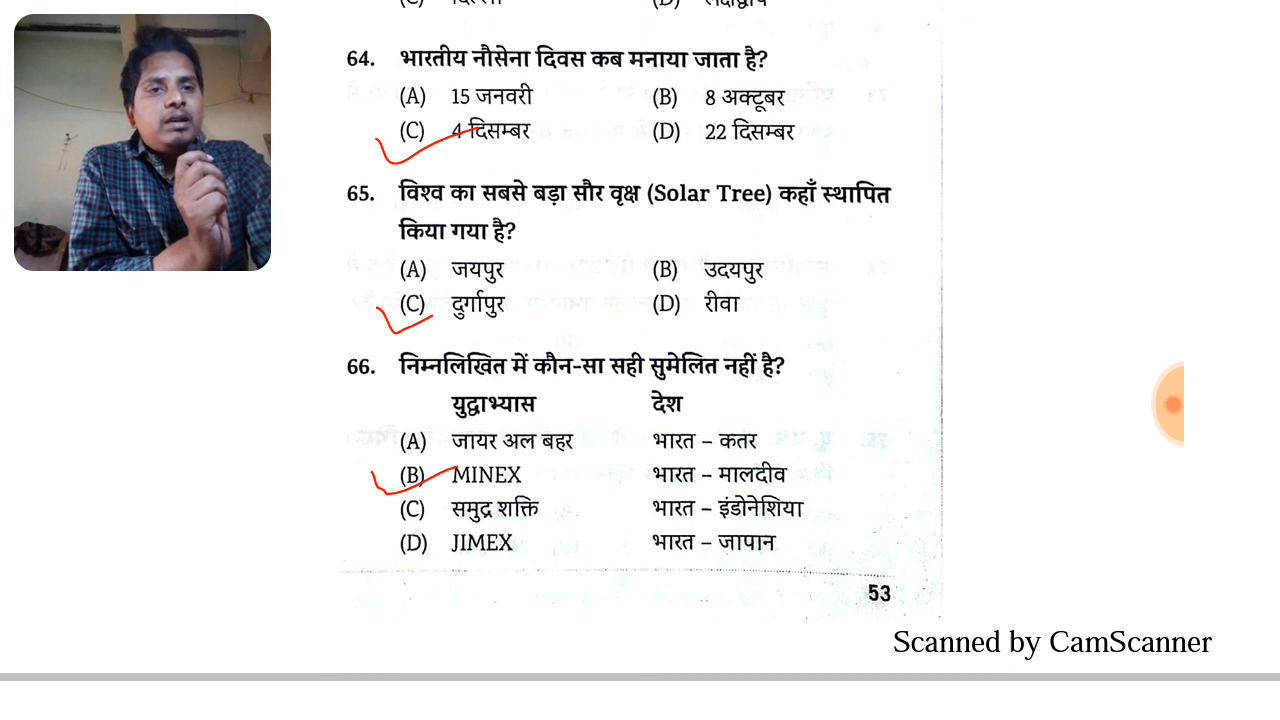 (C) दिल्ली (D) लक्षद्वीप
64. भारतीय नौसेना दिवस कब मनाया जाता है?
(A) 15 जनवरी (B) 8 अक्टूबर
(C) 4 दिसम्बर (D) 22 दिसम्बर
65. विश्व का सबसे बड़ा सौर वृक्ष (Solar Tree) कहाँ स्थापित
किया गया है?
(A) जयपुर (B) उदयपुर
(C) दुर्गापुर (D) रीवा
66. निम्नलिखित में कौन-सा सही सुमेलित नहीं है?
युद्वाभ्यास देश
(A) जायर अल बहर भारत – कतर
(B) MINEX भारत – मालदीव
(C) समुद्र शक्ति भारत – इंडोनेशिया
(D) JIMEX भारत – जापान
53
Scanned by CamScanner